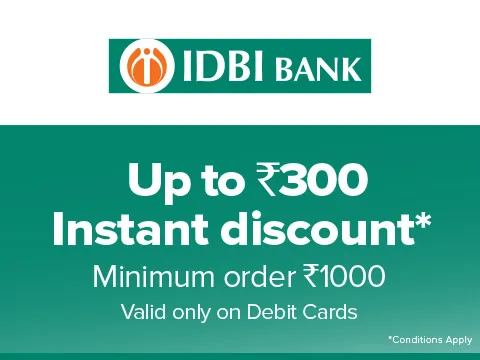 IDBI BANK
Up to ₹300
Instant discount*
Minimum order ₹1000
Valid only on Debit Cards
*Conditions Apply